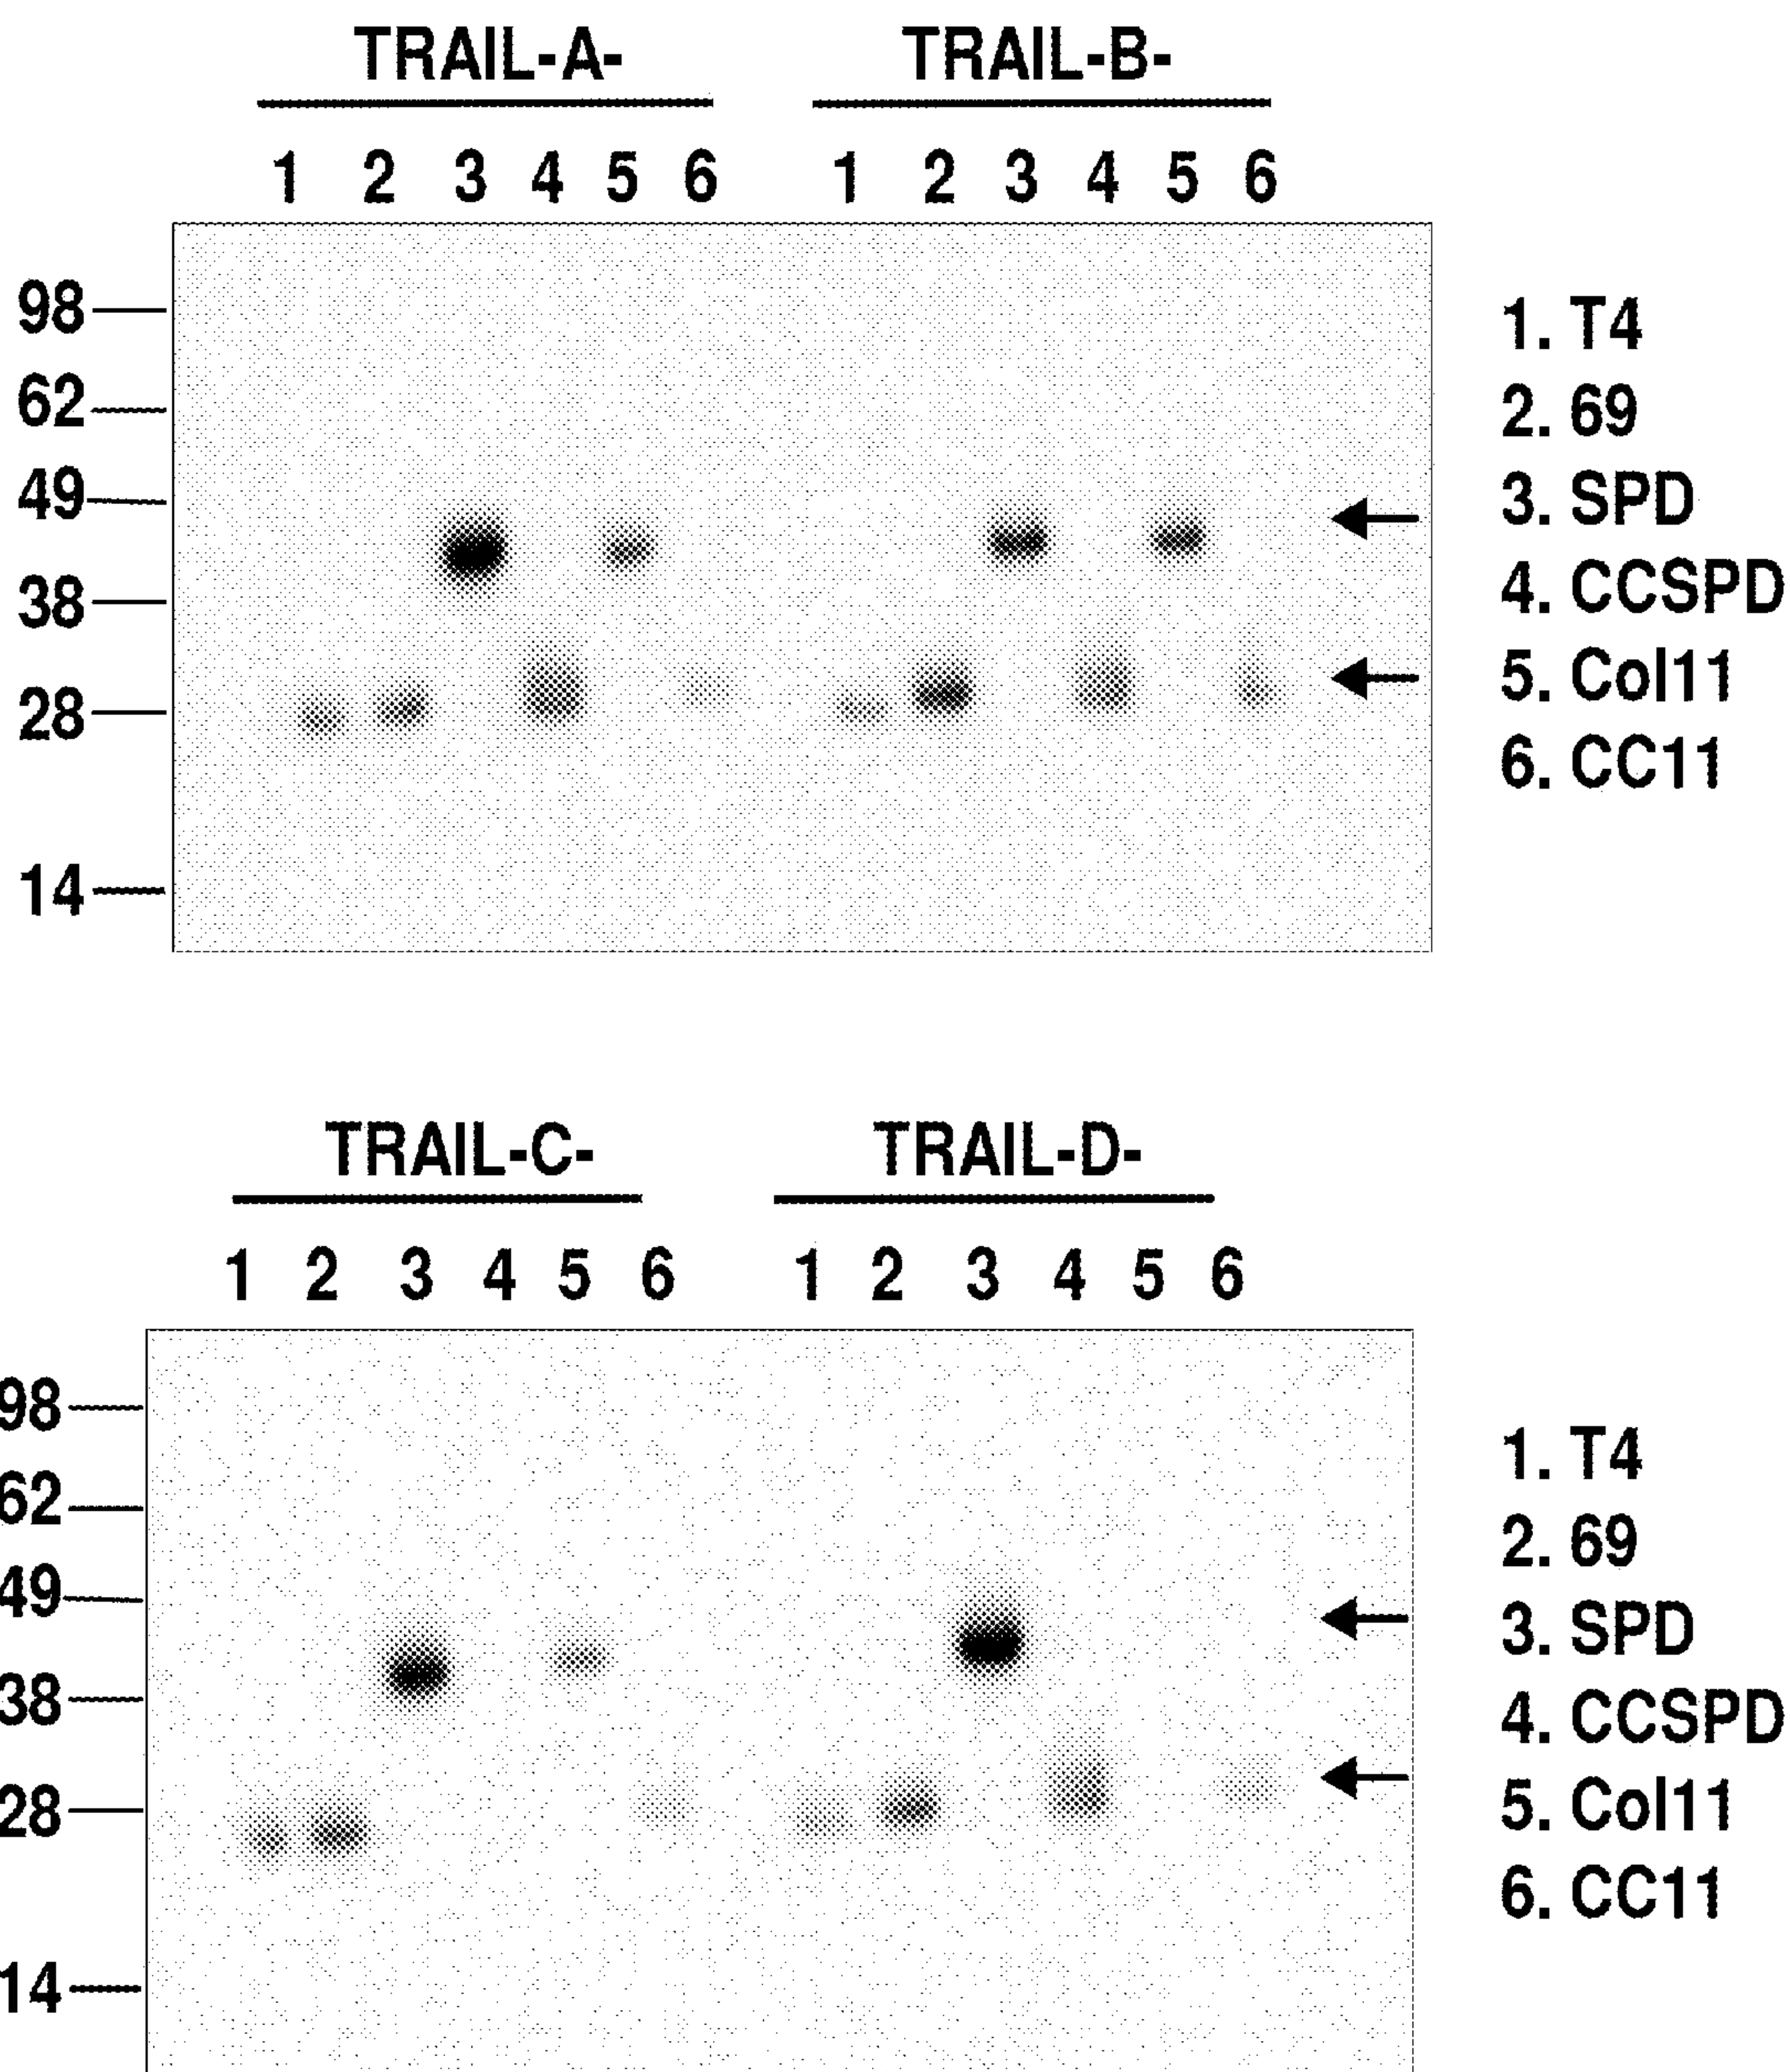 TRAIL-A- TRAIL-B-
1 2 3 4 5 6 1 2 3 4 5 6
98
62
49
38
28
14
1. T4
2. 69
3. SPD
4. CCSPD
5. Col11
6. CC11
TRAIL-C- TRAIL-D-
1 2 3 4 5 6 1 2 3 4 5 6
98
62
49
38
28
14
1. T4
2. 69
3. SPD
4. CCSPD
5. Col11
6. CC11